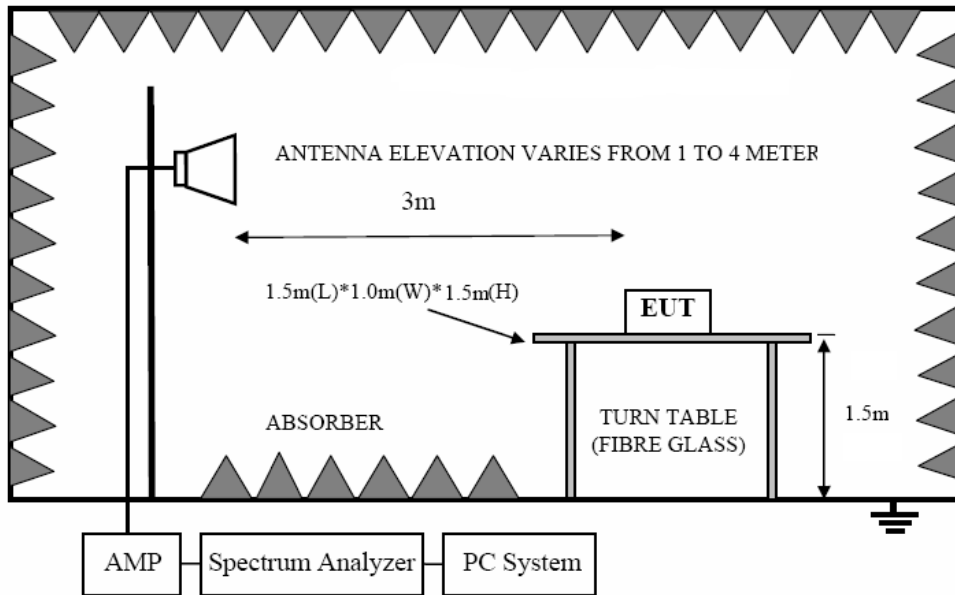 ANTENNA ELEVATION VARIES FROM 1 TO 4 METER
3m
1.5m(L)*1.0m(W)*1.5m(H)
EUT
1.5m
ABSORBER
TURN TABLE
(FIBRE GLASS)
AMP
Spectrum Analyzer
PC System